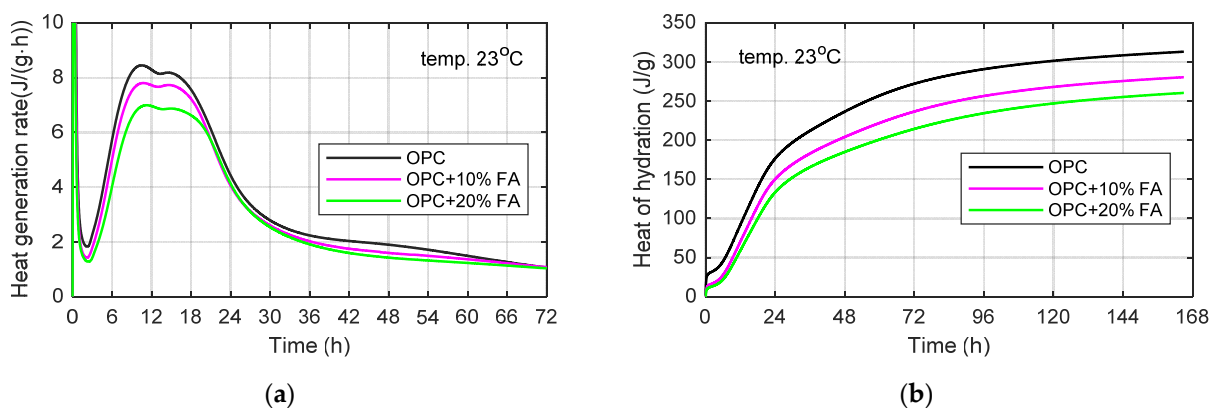 10
8
6
4
2
0
Heat generation rate(J/(g·h)
temp. 23°C
OPC
OPC+10% FA
OPC+20% FA
0 6 12 18 24 30 36 42 48 54 60 66 72
Time (h)
(a)
350
300
250
200
150
100
50
0
Heat of hydration (J/g)
temp. 23°C
OPC
OPC+10% FA
OPC+20% FA
0 24 48 72 96 120 144 168
Time (h)
(b)